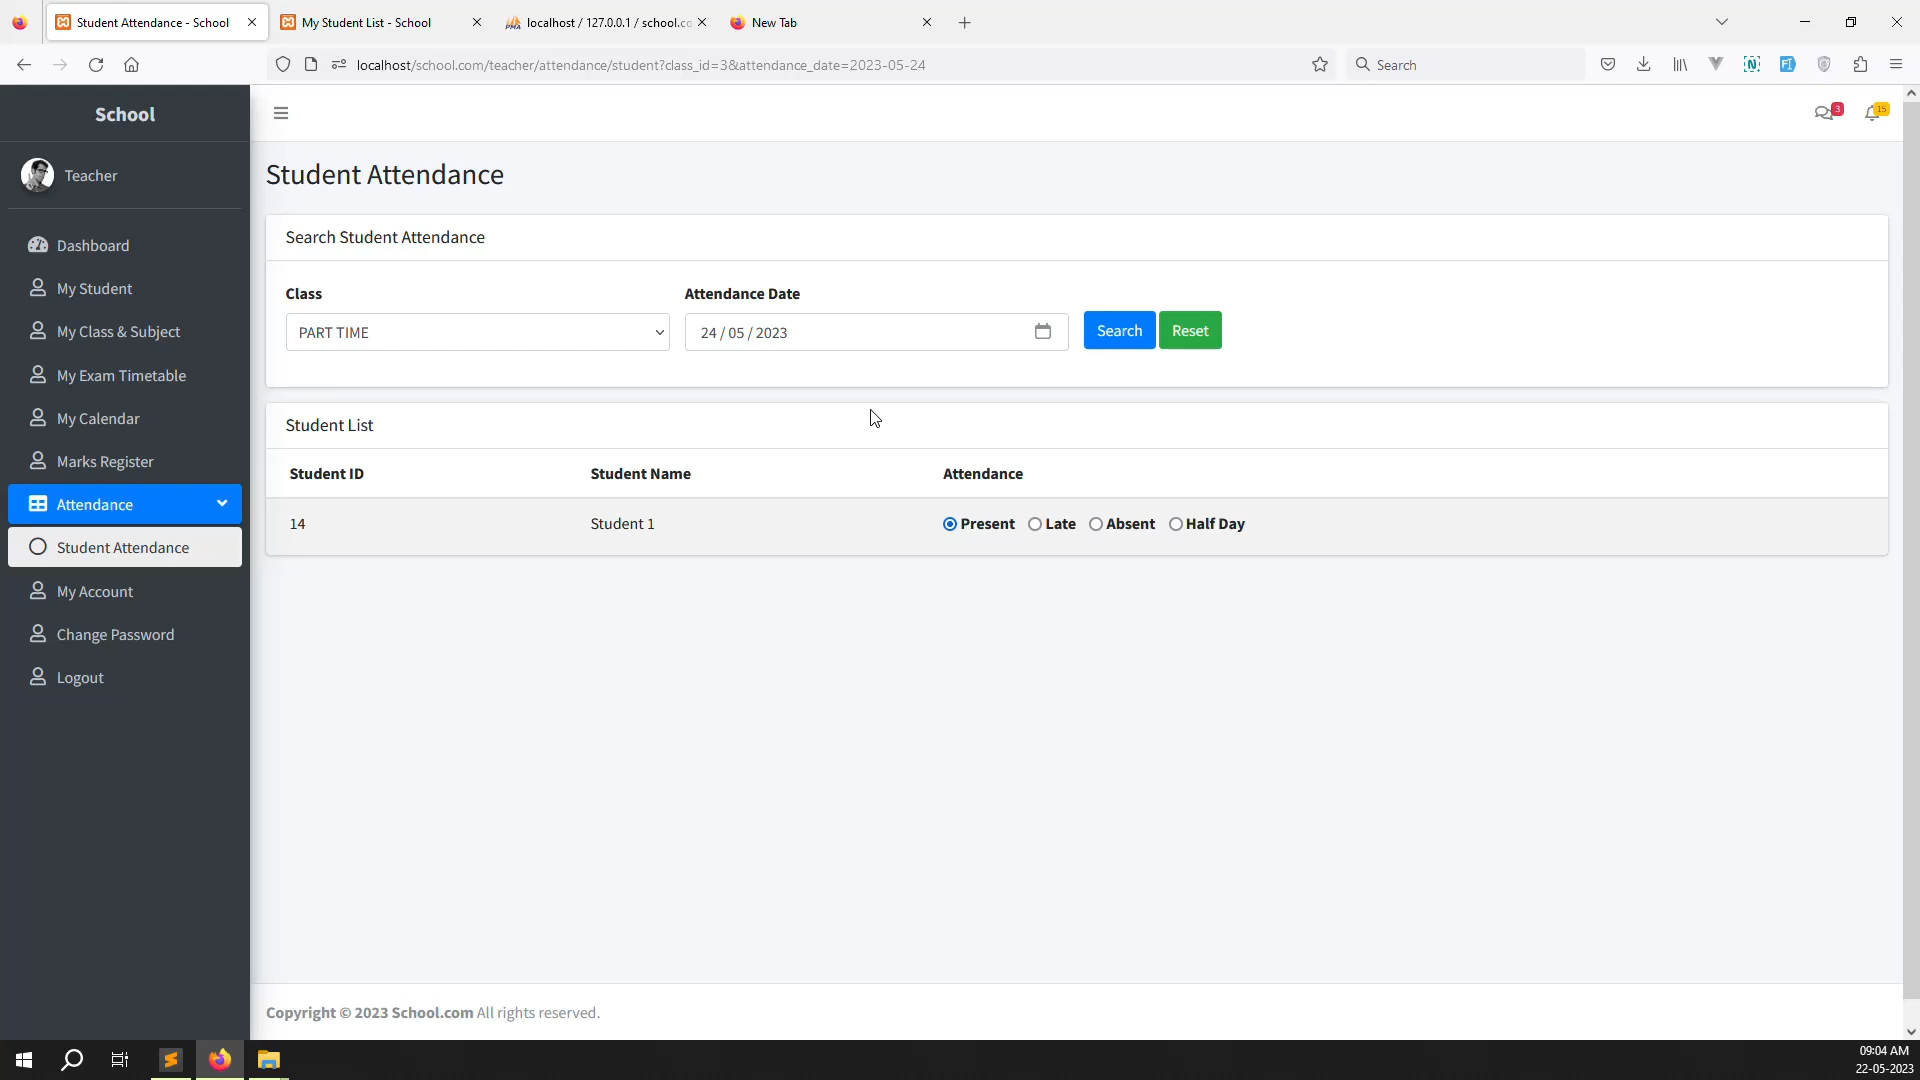 Student Attendance - School
My Student List - School
localhost / 127.0.0.1 / school.co
New Tab
localhost/school.com/teacher/attendance/student?class_id=3&attendance_date=2023-05-24
Search
School
3
15
Teacher
Student Attendance
Search Student Attendance
Dashboard
My Student
My Class & Subject
My Exam Timetable
My Calendar
Marks Register
Attendance
Student Attendance
My Account
Change Password
Logout
Class
Attendance Date
PART TIME
24 / 05 / 2023
Search
Reset
Student List
Student ID
Student Name
Attendance
14
Student 1
Present
Late
Absent
Half Day
Copyright © 2023 School.com All rights reserved.
09:04 AM
22-05-2023